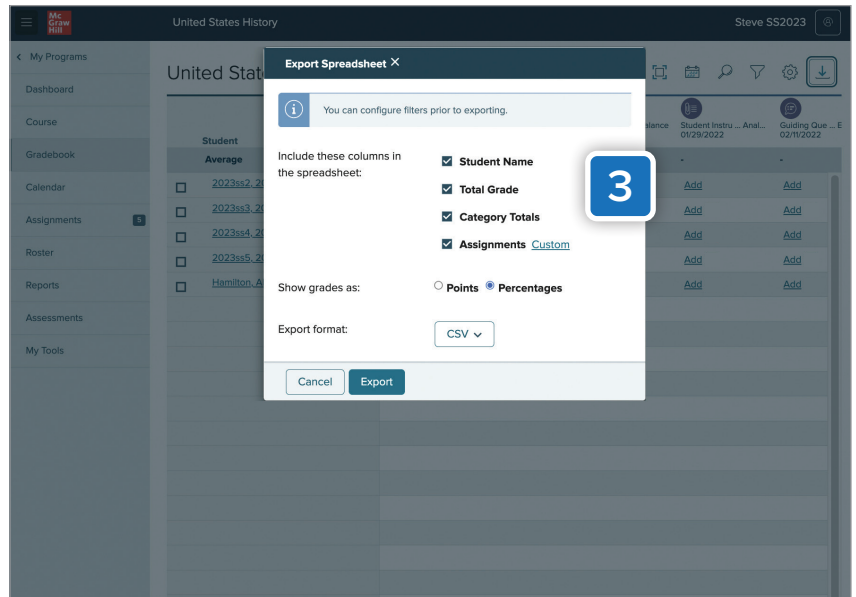 Mc
Graw
Hill
United States History
Steve SS2023
My Programs
Dashboard
Course
Gradebook
Calendar
Assignments 5
Roster
Reports
Assessments
My Tools
United Stat
Export Spreadsheet ×
You can configure filters prior to exporting.
Include these columns in
the spreadsheet:
Student Name
Total Grade
Category Totals
Assignments Custom
Show grades as:
Points Percentages
Export format:
CSV
Cancel Export
3
alance
Student Instru ... Anal...
01/29/2022
Guiding Que ... E
02/11/2022
Student
Average - -
2023ss2, 20 Add Add
2023ss3, 20 Add Add
2023ss4, 20 Add Add
2023ss5, 20 Add Add
Hamilton, A Add Add